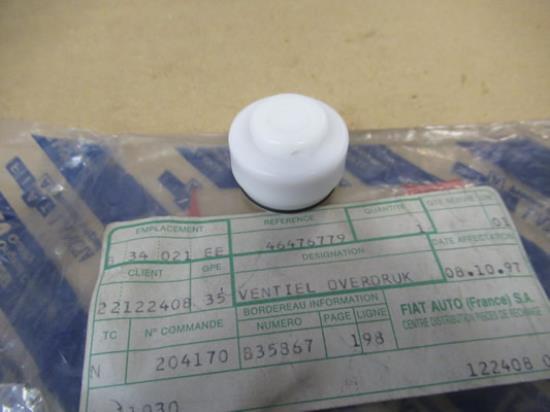 EMPLACEMENT REFERENCE QUANTITE
34 021 EE 46476779 1 01
CLIENT GPE DESIGNATION DATE AFFECTATION
22122408 35 VENTIEL OVERDRUK 08.10.97
BORDEREAU INFORMATION
TC N° COMMANDE NUMERO PAGE LIGNE FIAT AUTO (France) S.A.
CENTRE DISTRIBUTION PIECES DE RECHANGE
N 204170 B35867 198
122408 0